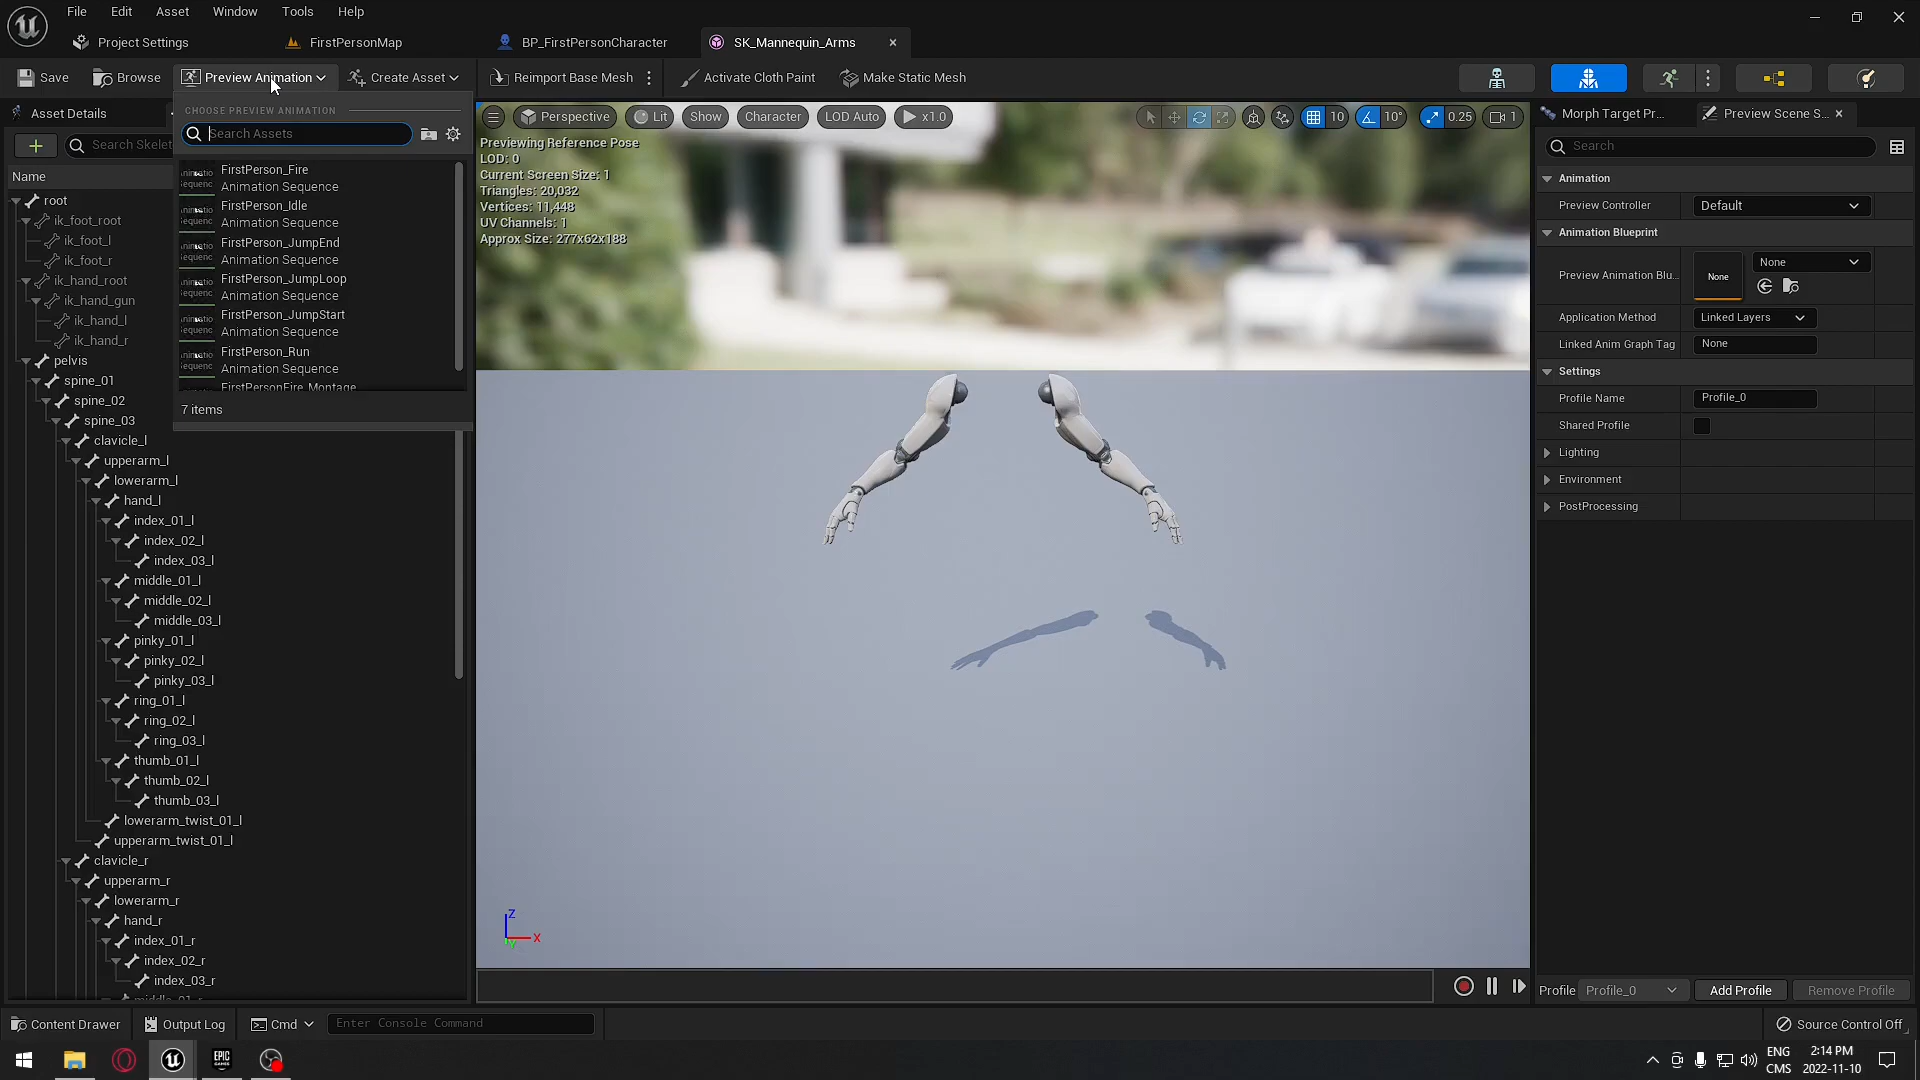 File Edit Asset Window Tools Help
Project Settings FirstPersonMap BP_FirstPersonCharacter SK_Mannequin_Arms
Save Browse Preview Animation Create Asset Reimport Base Mesh Activate Cloth Paint Make Static Mesh
Asset Details
CHOOSE PREVIEW ANIMATION
Search Assets
Search Skelet
Name
FirstPerson_Fire
Animation Sequence
FirstPerson_Idle
Animation Sequence
FirstPerson_JumpEnd
Animation Sequence
FirstPerson_JumpLoop
Animation Sequence
FirstPerson_JumpStart
Animation Sequence
FirstPerson_Run
Animation Sequence
FirstPersonFire_Montage
7 items
root
ik_foot_root
ik_foot_l
ik_foot_r
ik_hand_root
ik_hand_gun
ik_hand_l
ik_hand_r
pelvis
spine_01
spine_02
spine_03
clavicle_l
upperarm_l
lowerarm_l
hand_l
index_01_l
index_02_l
index_03_l
middle_01_l
middle_02_l
middle_03_l
pinky_01_l
pinky_02_l
pinky_03_l
ring_01_l
ring_02_l
ring_03_l
thumb_01_l
thumb_02_l
thumb_03_l
lowerarm_twist_01_l
upperarm_twist_01_l
clavicle_r
upperarm_r
lowerarm_r
hand_r
index_01_r
index_02_r
index_03_r
middle_01_r
Perspective Lit Show Character LOD Auto x1.0 10 10° 0.25 1
Previewing Reference Pose
LOD: 0
Current Screen Size: 1
Triangles: 20,032
Vertices: 11,448
UV Channels: 1
Approx Size: 277x62x188
Z
X
Y
Morph Target Pr... Preview Scene S...
Search
Animation
Preview Controller Default
Animation Blueprint
Preview Animation Blu... None None
Application Method Linked Layers
Linked Anim Graph Tag None
Settings
Profile Name Profile_0
Shared Profile
Lighting
Environment
PostProcessing
Profile Profile_0 Add Profile Remove Profile
Content Drawer Output Log Cmd Enter Console Command Source Control Off
EPIC GAMES
ENG
CMS
2:14 PM
2022-11-10